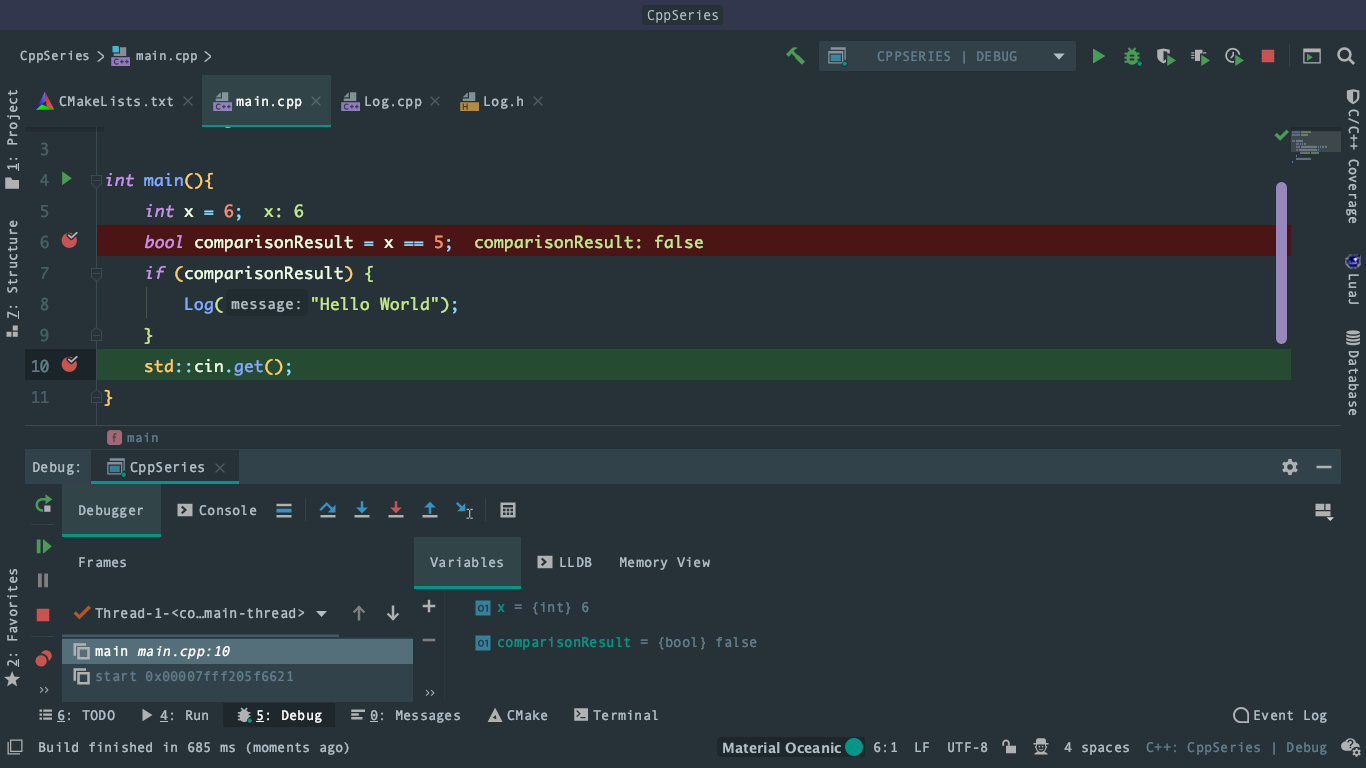 CppSeries
CppSeries > main.cpp >
CPPSERIES | DEBUG
CMakeLists.txt
main.cpp
Log.cpp
Log.h
1: Project
Z: Structure
2: Favorites
C/C++ Coverage
LuaJ
Database
3
4 int main(){
5 int x = 6; x: 6
6 bool comparisonResult = x == 5; comparisonResult: false
7 if (comparisonResult) {
8 Log( message: "Hello World");
9 }
10 std::cin.get();
11 }
f main
Debug: CppSeries
Debugger
Console
Frames
Variables
LLDB
Memory View
Thread-1-<co…main-thread>
main main.cpp:10
start 0x00007fff205f6621
x = {int} 6
comparisonResult = {bool} false
6: TODO
4: Run
5: Debug
0: Messages
CMake
Terminal
Event Log
Build finished in 685 ms (moments ago)
Material Oceanic
6:1
LF
UTF-8
4 spaces
C++: CppSeries | Debug